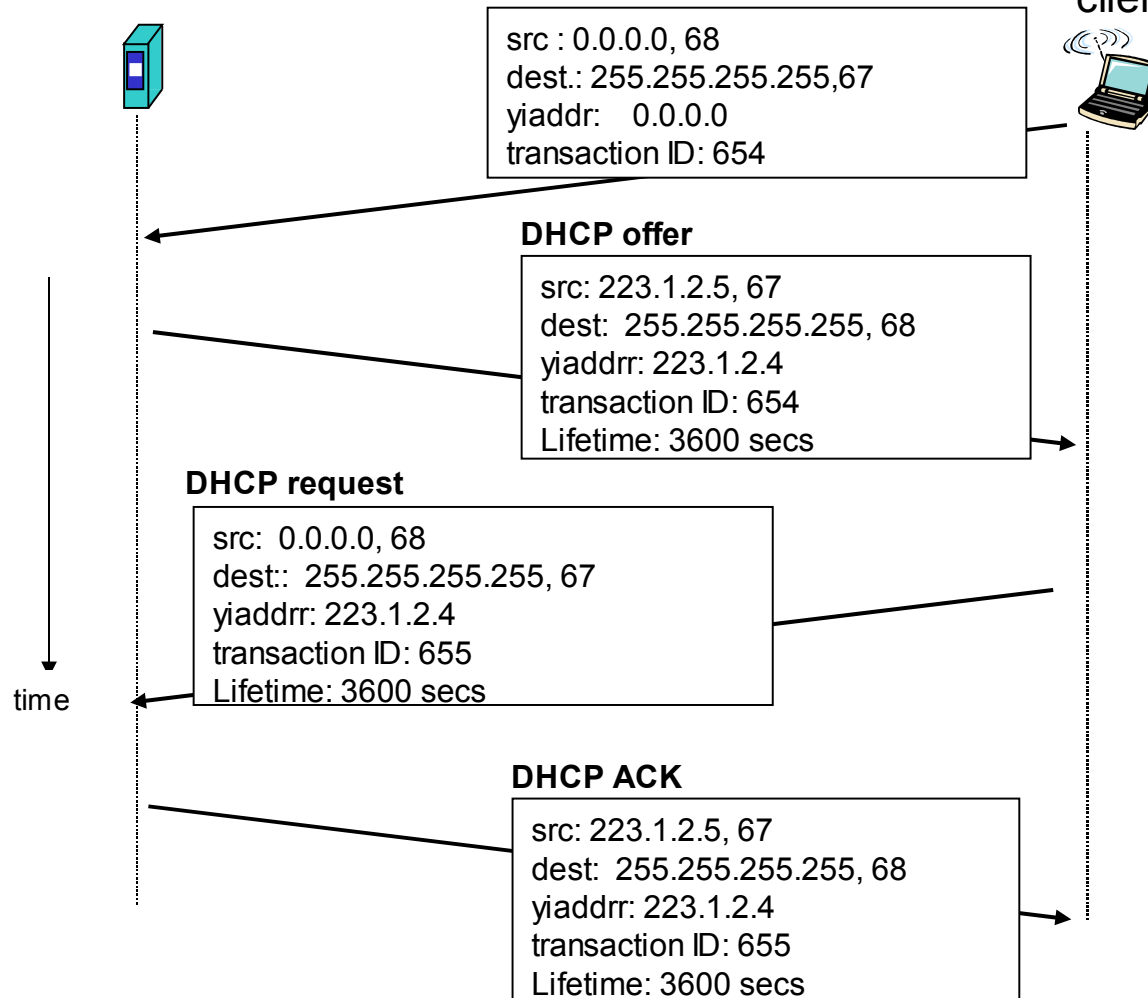 src : 0.0.0.0, 68
dest.: 255.255.255.255,67
yiaddr: 0.0.0.0
transaction ID: 654
DHCP offer
src: 223.1.2.5, 67
dest: 255.255.255.255, 68
yiaddrr: 223.1.2.4
transaction ID: 654
Lifetime: 3600 secs
DHCP request
src: 0.0.0.0, 68
dest:: 255.255.255.255, 67
yiaddrr: 223.1.2.4
transaction ID: 655
Lifetime: 3600 secs
time
DHCP ACK
src: 223.1.2.5, 67
dest: 255.255.255.255, 68
yiaddrr: 223.1.2.4
transaction ID: 655
Lifetime: 3600 secs